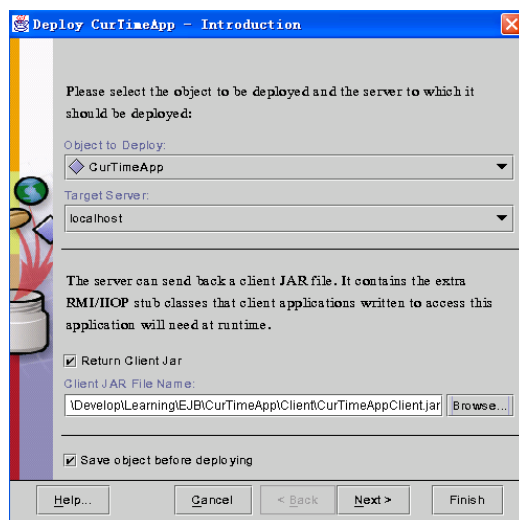 Deploy CurTimeApp - Introduction
Please select the object to be deployed and the server to which it
should be deployed:
Object to Deploy:
CurTimeApp
Target Server:
localhost
The server can send back a client JAR file. It contains the extra
RMI/IIOP stub classes that client applications written to access this
application will need at runtime.
Return Client Jar
Client JAR File Name:
\Develop\Learning\EJB\CurTimeApp\Client\CurTimeAppClient.jar Browse...
Save object before deploying
Help... Cancel < Back Next > Finish